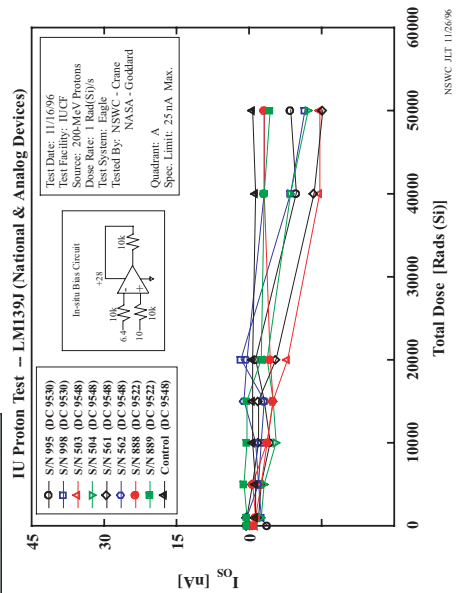 IU Proton Test -- LM139J (National & Analog Devices)
S/N 995 (DC 9530)
S/N 998 (DC 9530)
S/N 503 (DC 9548)
S/N 504 (DC 9548)
S/N 561 (DC 9548)
S/N 562 (DC 9548)
S/N 888 (DC 9522)
S/N 889 (DC 9522)
Control (DC 9548)
In-situ Bias Circuit
+28
6.4
10k
10k
10
10k
10k
Test Date: 11/16/96
Test Facility: IUCF
Source: 200-MeV Protons
Dose Rate: 1 Rad(Si)/s
Test System: Eagle
Tested By: NSWC - Crane
NASA - Goddard
Quadrant: A
Spec. Limit: 25 nA Max.
45
30
15
0
I_OS [nA]
0
10000
20000
30000
40000
50000
60000
Total Dose [Rads (Si)]
NSWC JLT 11/26/96